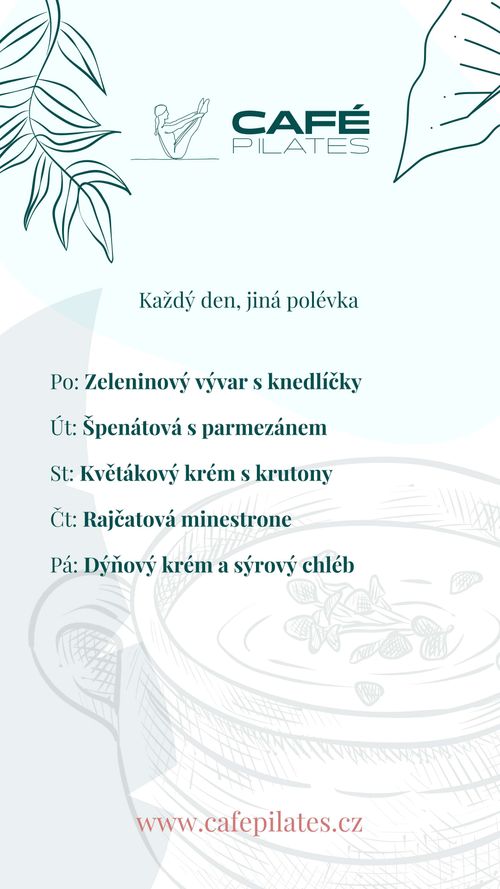 CAFÉ
PILATES
Každý den, jiná polévka
Po: Zeleninový vývar s knedlíčky
Út: Špenátová s parmezánem
St: Květákový krém s krutony
Čt: Rajčatová minestrone
Pá: Dýňový krém a sýrový chléb
www.cafepilates.cz